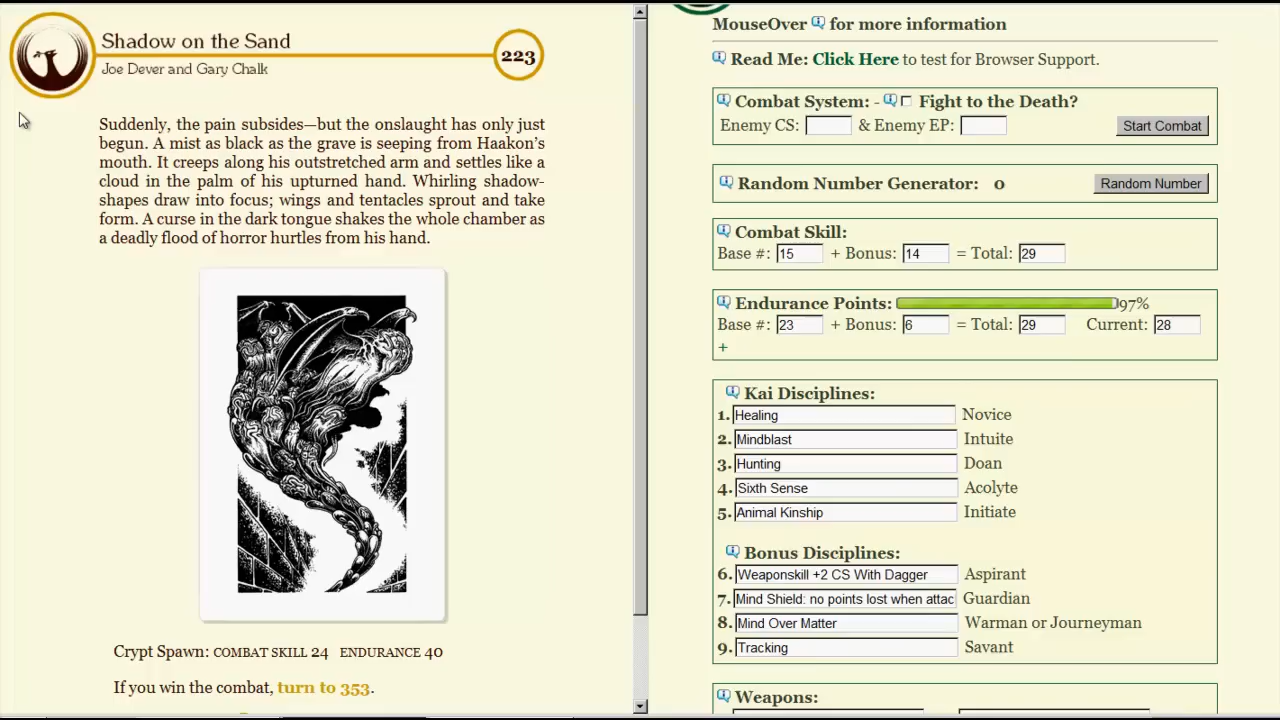 Shadow on the Sand
Joe Dever and Gary Chalk
223
Suddenly, the pain subsides—but the onslaught has only just
begun. A mist as black as the grave is seeping from Haakon’s
mouth. It creeps along his outstretched arm and settles like a
cloud in the palm of his upturned hand. Whirling shadow-
shapes draw into focus; wings and tentacles sprout and take
form. A curse in the dark tongue shakes the whole chamber as
a deadly flood of horror hurtles from his hand.
Crypt Spawn: COMBAT SKILL 24 ENDURANCE 40
If you win the combat, turn to 353.
MouseOver for more information
Read Me: Click Here to test for Browser Support.
Combat System: - Fight to the Death?
Enemy CS: & Enemy EP: Start Combat
Random Number Generator: 0 Random Number
Combat Skill:
Base #: 15 + Bonus: 14 = Total: 29
Endurance Points: 97%
Base #: 23 + Bonus: 6 = Total: 29 Current: 28
+
Kai Disciplines:
1. Healing Novice
2. Mindblast Intuite
3. Hunting Doan
4. Sixth Sense Acolyte
5. Animal Kinship Initiate
Bonus Disciplines:
6. Weaponskill +2 CS With Dagger Aspirant
7. Mind Shield: no points lost when attac Guardian
8. Mind Over Matter Warman or Journeyman
9. Tracking Savant
Weapons: